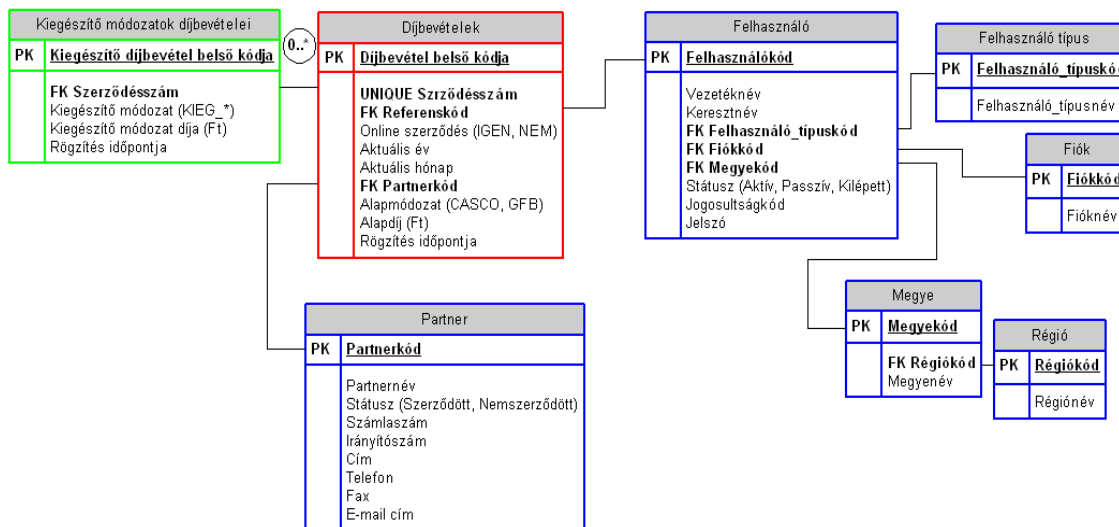 Kiegészítő módozatok díjbevételei
PK Kiegészítő díjbevétel belső kódja
FK Szerződésszám
Kiegészítő módozat (KIEG_*)
Kiegészítő módozat díja (Ft)
Rögzítés időpontja
0..*
Díjbevételek
PK Díjbevétel belső kódja
UNIQUE Szrződésszám
FK Referenskód
Online szerződés (IGEN, NEM)
Aktuális év
Aktuális hónap
FK Partnerkód
Alapmódozat (CASCO, GFB)
Alapdíj (Ft)
Rögzítés időpontja
Felhasználó
PK Felhasználókód
Vezetéknév
Keresztnév
FK Felhasználó_típuskód
FK Fiókkód
FK Megyekód
Státusz (Aktív, Passzív, Kilépett)
Jogosultságkód
Jelszó
Felhasználó típus
PK Felhasználó_típuskód
Felhasználó_típusnév
Fiók
PK Fiókkód
Fióknév
Megye
PK Megyekód
FK Régiókód
Megyenév
Régió
PK Régiókód
Régiónév
Partner
PK Partnerkód
Partnernév
Státusz (Szerződött, Nemszerződött)
Számlaszám
Irányítószám
Cím
Telefon
Fax
E-mail cím